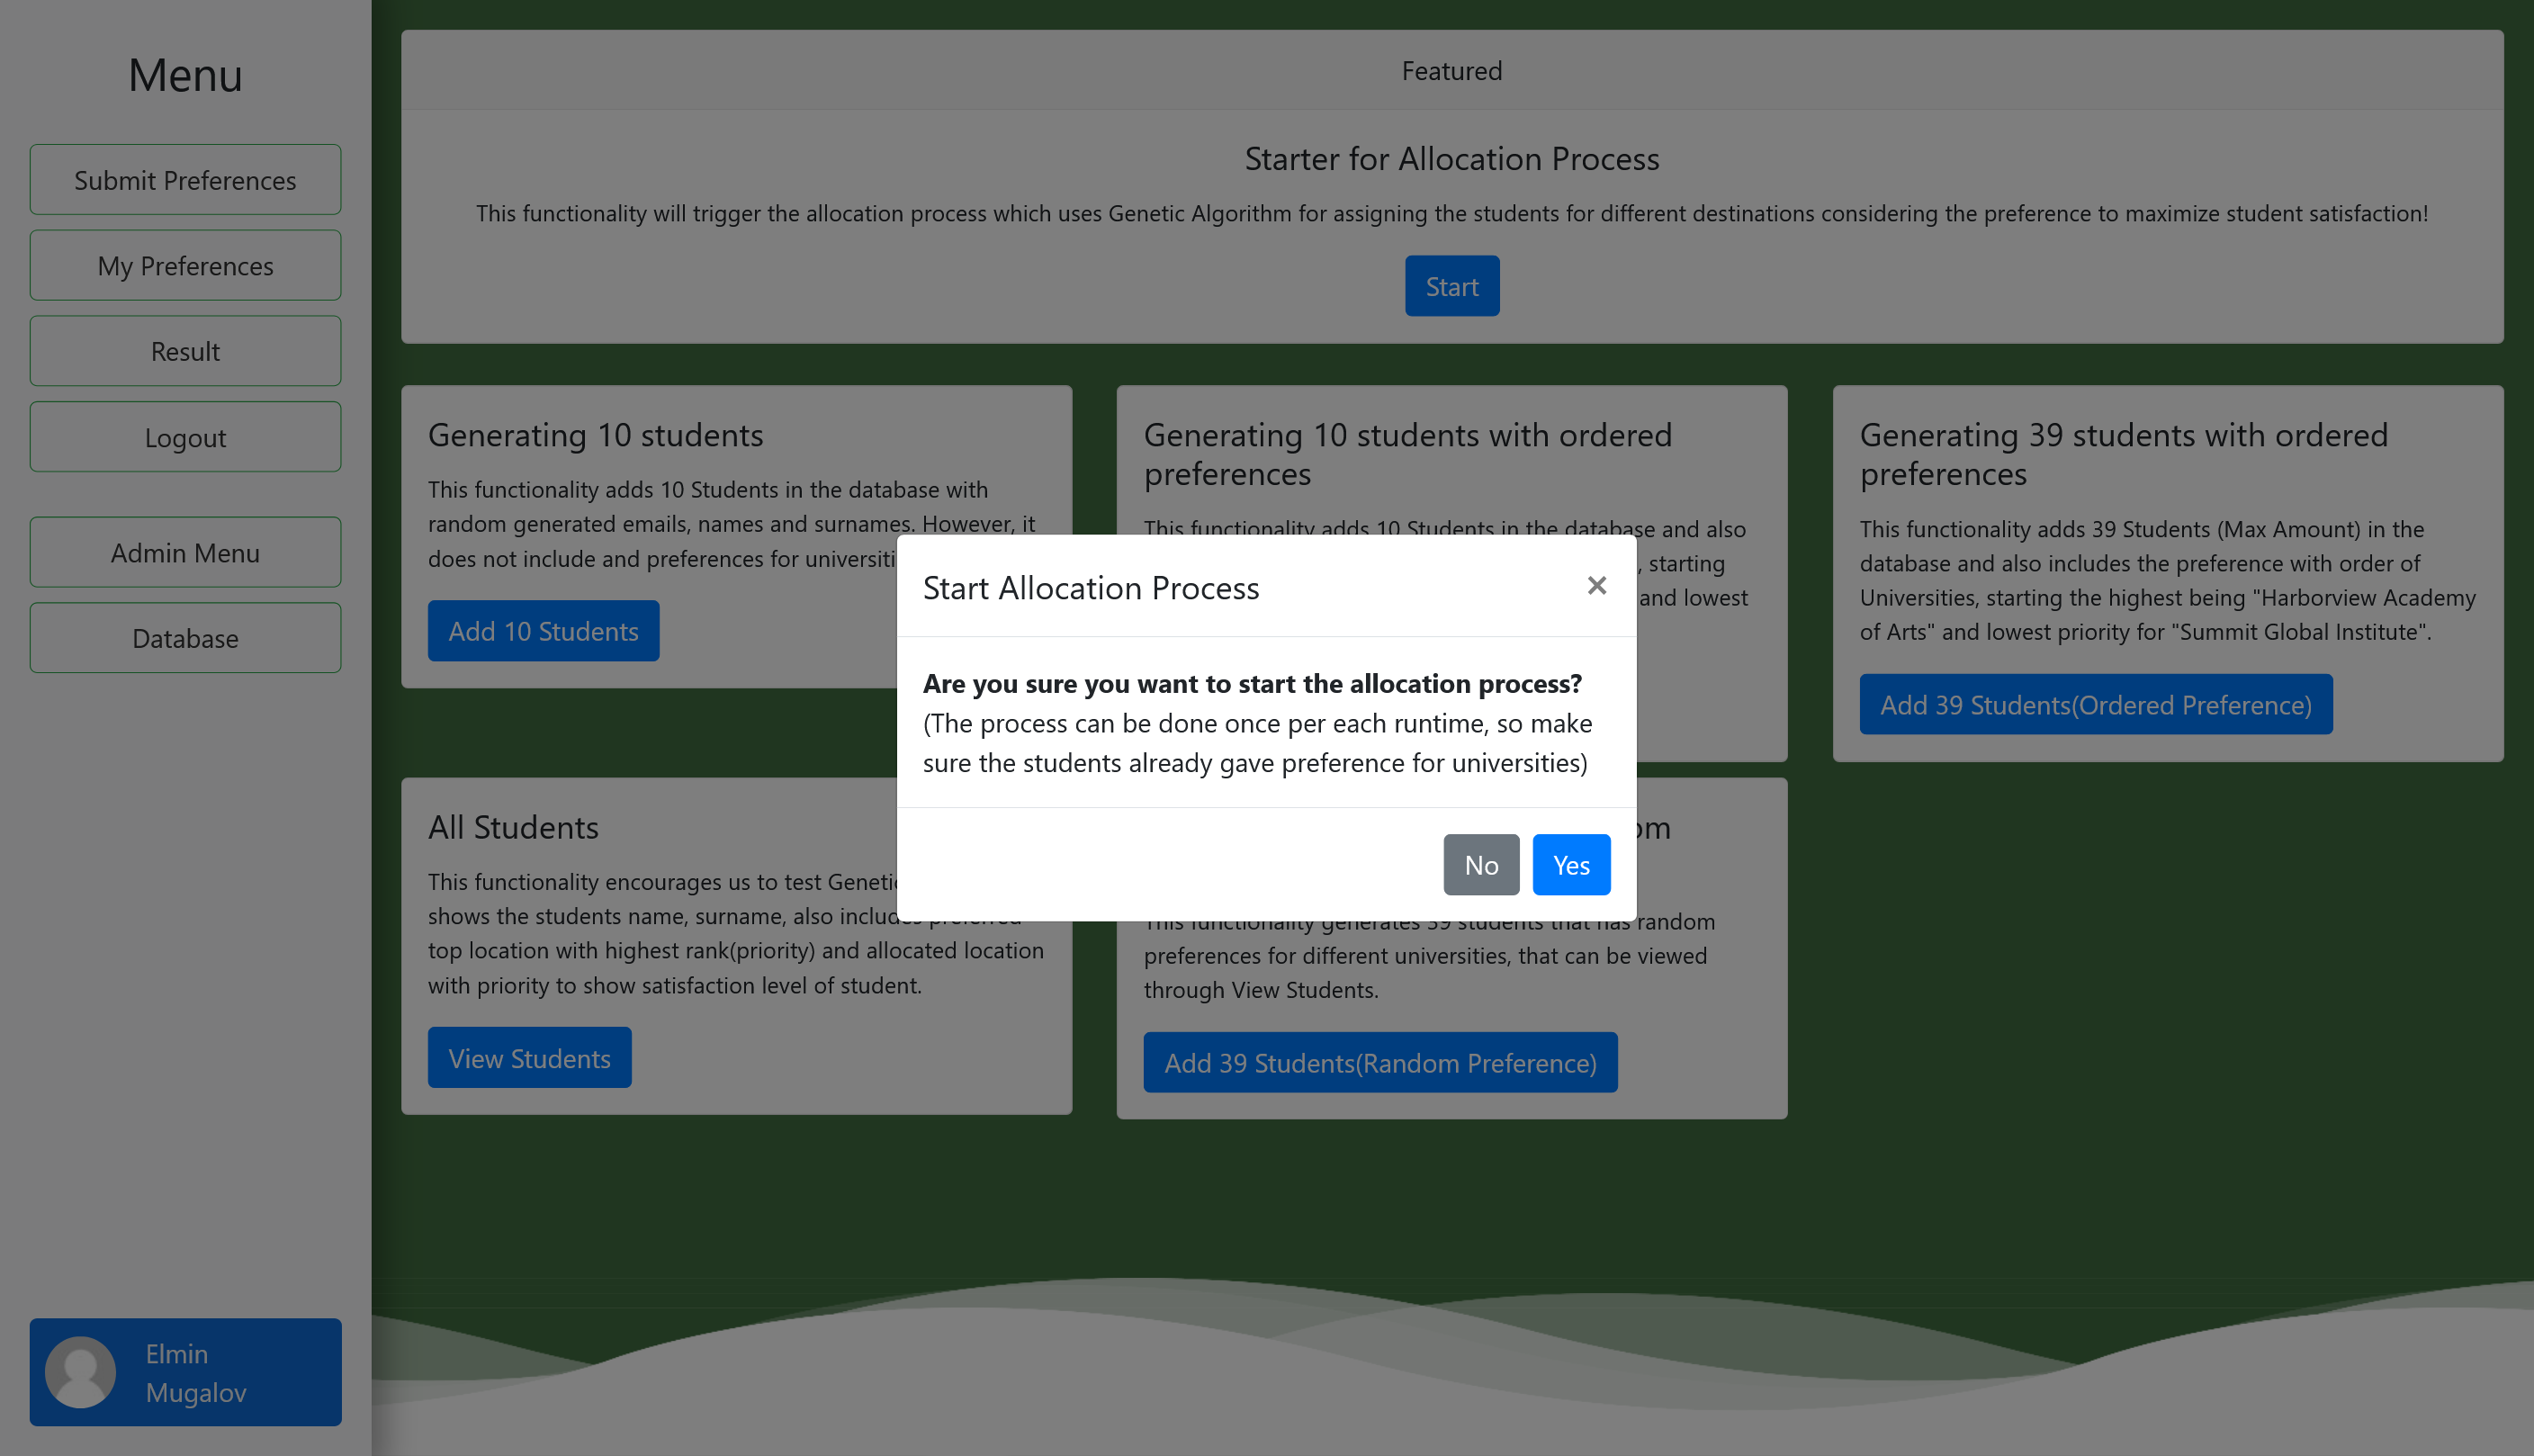 Menu
Submit Preferences
My Preferences
Result
Logout
Admin Menu
Database
Elmin
Mugalov
Featured
Starter for Allocation Process
This functionality will trigger the allocation process which uses Genetic Algorithm for assigning the students for different destinations considering the preference to maximize student satisfaction!
Start
Generating 10 students
This functionality adds 10 Students in the database with
random generated emails, names and surnames. However, it
does not include and preferences for
Add 10 Students
Generating 10 students with ordered
preferences
This functionality adds 10 Students in the database and also
, starting
and lowest
Generating 39 students with ordered
preferences
This functionality adds 39 Students (Max Amount) in the
database and also includes the preference with order of
Universities, starting the highest being "Harborview Academy
of Arts" and lowest priority for "Summit Global Institute".
Add 39 Students(Ordered Preference)
Start Allocation Process
×
Are you sure you want to start the allocation process?
(The process can be done once per each runtime, so make
sure the students already gave preference for universities)
No
Yes
All Students
This functionality encourages us to test
shows the students name, surname, also includes preferred
top location with highest rank(priority) and allocated location
with priority to show satisfaction level of student.
View Students
This functionality generates 39 students that has random
preferences for different universities, that can be viewed
through View Students.
Add 39 Students(Random Preference)